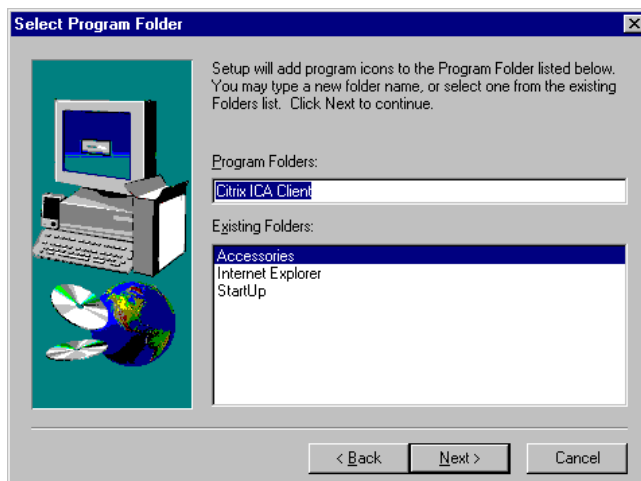 Select Program Folder
Setup will add program icons to the Program Folder listed below.
You may type a new folder name, or select one from the existing
Folders list. Click Next to continue.
Program Folders:
Citrix ICA Client
Existing Folders:
Accessories
Internet Explorer
StartUp
< Back
Next >
Cancel